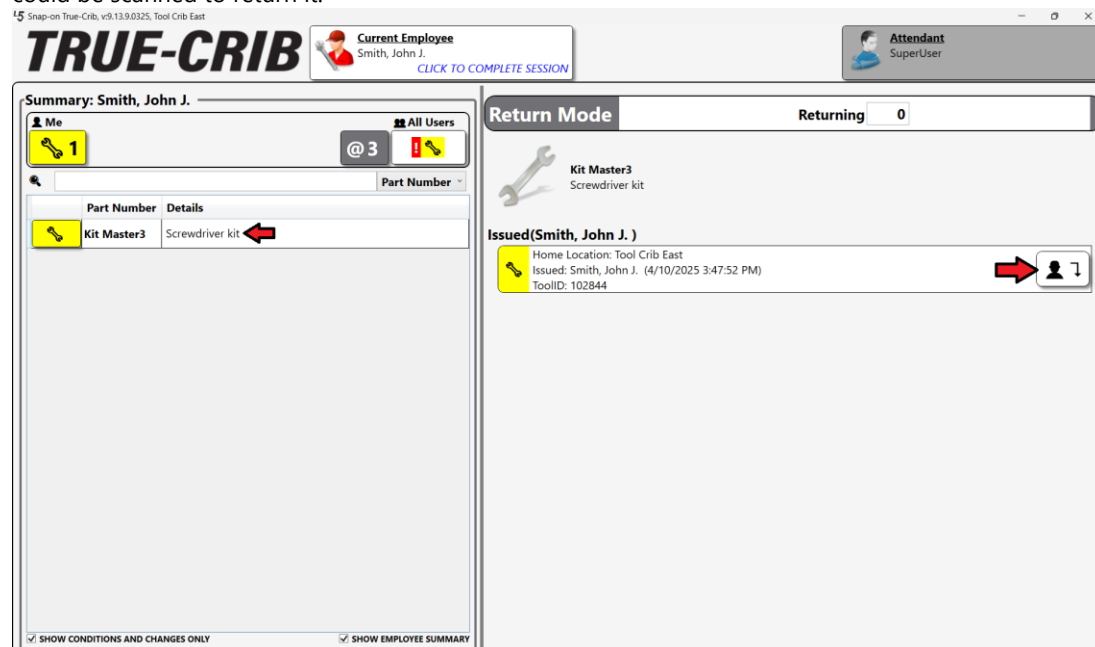 could be scanned to return it.
Snap-on True-Crib, v:9.13.9.0325, Tool Crib East
TRUE-CRIB
Current Employee
Smith, John J.
CLICK TO COMPLETE SESSION
Attendant
SuperUser
Summary: Smith, John J.
Me
All Users
1
@ 3
!
Part Number
Part Number Details
Kit Master3 Screwdriver kit
SHOW CONDITIONS AND CHANGES ONLY
SHOW EMPLOYEE SUMMARY
Return Mode
Returning 0
Kit Master3
Screwdriver kit
Issued(Smith, John J. )
Home Location: Tool Crib East
Issued: Smith, John J. (4/10/2025 3:47:52 PM)
ToolID: 102844